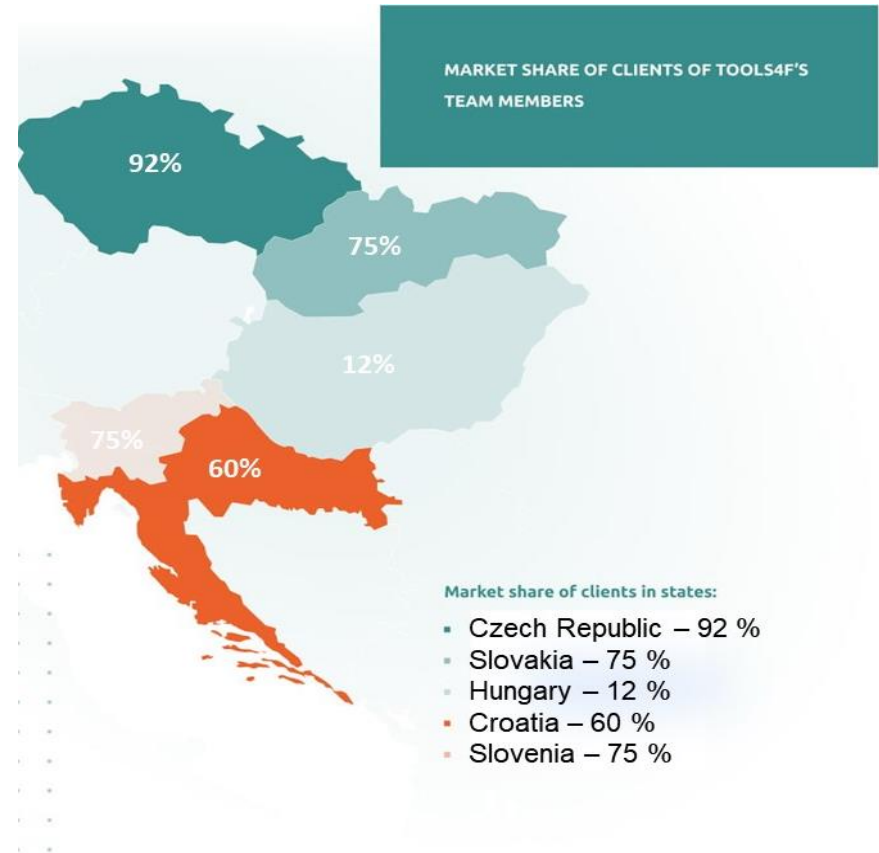 MARKET SHARE OF CLIENTS OF TOOLS4F'S
TEAM MEMBERS
92%
75%
12%
75%
60%
Market share of clients in states:
▪ Czech Republic – 92 %
▪ Slovakia – 75 %
▪ Hungary – 12 %
▪ Croatia – 60 %
▪ Slovenia – 75 %